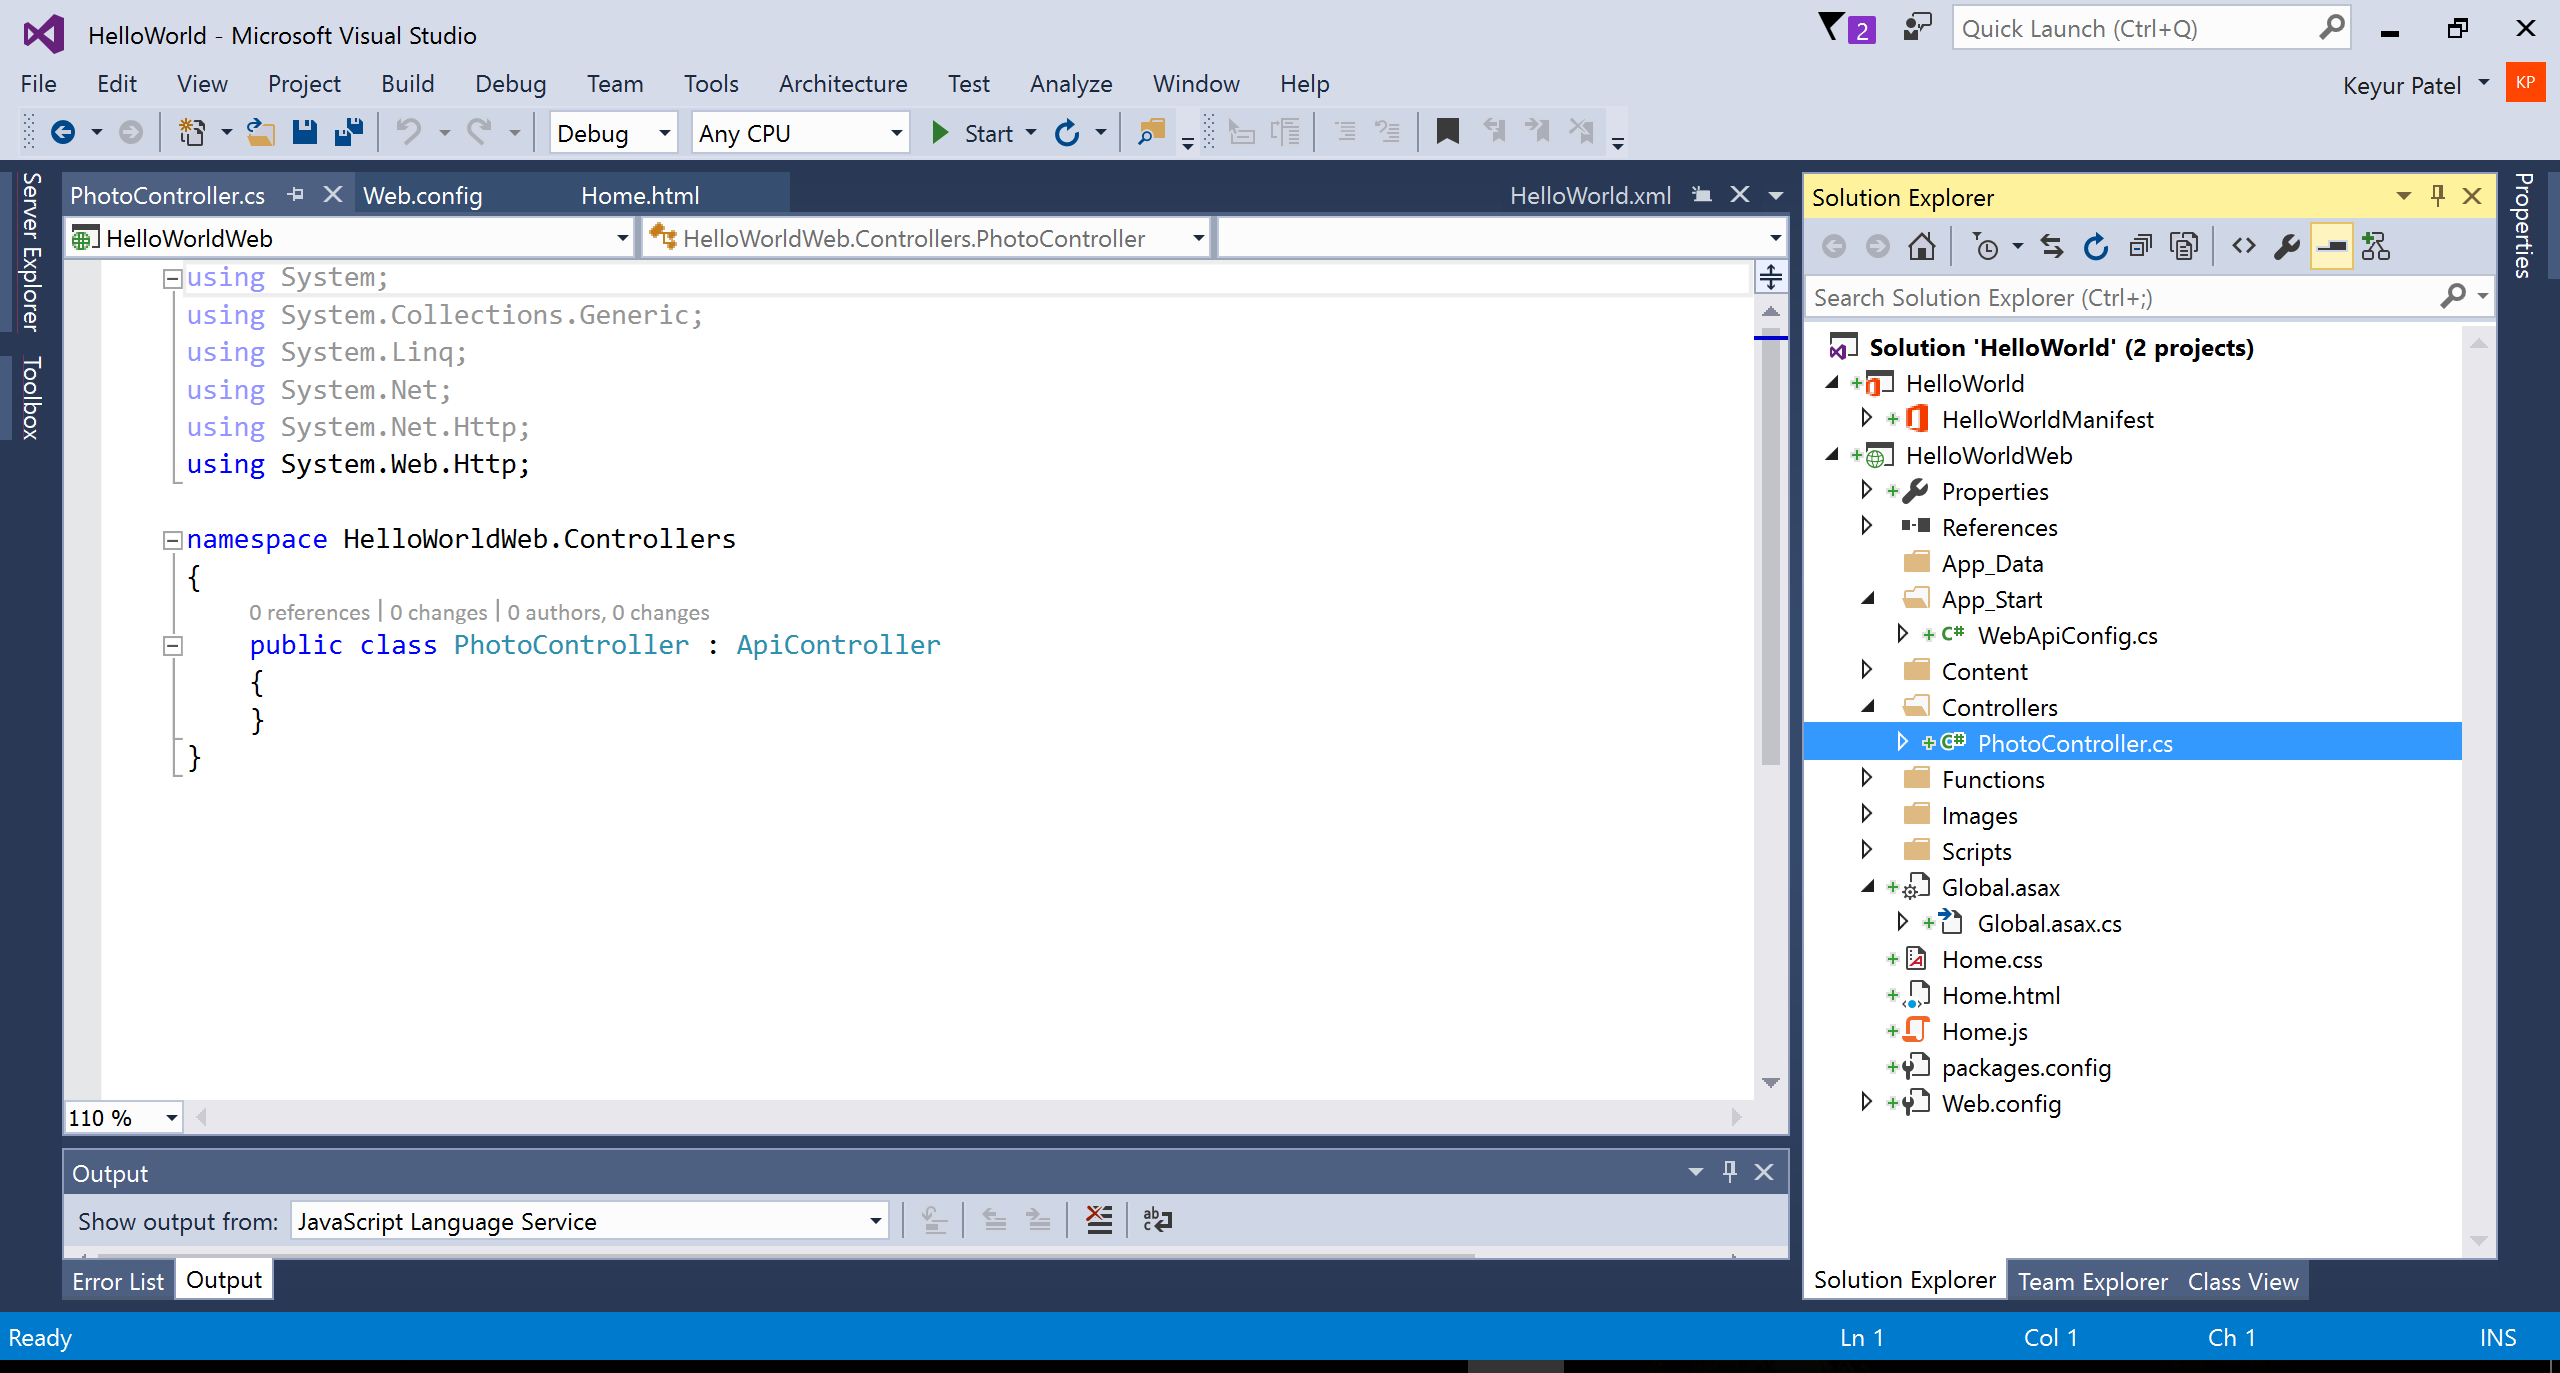 HelloWorld - Microsoft Visual Studio
2
Quick Launch (Ctrl+Q)
File Edit View Project Build Debug Team Tools Architecture Test Analyze Window Help
Keyur Patel KP
Debug Any CPU Start
Server Explorer
Toolbox
PhotoController.cs Web.config Home.html HelloWorld.xml
HelloWorldWeb HelloWorldWeb.Controllers.PhotoController
using System;
using System.Collections.Generic;
using System.Linq;
using System.Net;
using System.Net.Http;
using System.Web.Http;
namespace HelloWorldWeb.Controllers
{
0 references | 0 changes | 0 authors, 0 changes
public class PhotoController : ApiController
{
}
}
110 %
Output
Show output from: JavaScript Language Service
Error List Output
Solution Explorer
Search Solution Explorer (Ctrl+;)
Solution 'HelloWorld' (2 projects)
HelloWorld
HelloWorldManifest
HelloWorldWeb
Properties
References
App_Data
App_Start
C# WebApiConfig.cs
Content
Controllers
C# PhotoController.cs
Functions
Images
Scripts
Global.asax
Global.asax.cs
Home.css
Home.html
Home.js
packages.config
Web.config
Solution Explorer Team Explorer Class View
Properties
Ready Ln 1 Col 1 Ch 1 INS